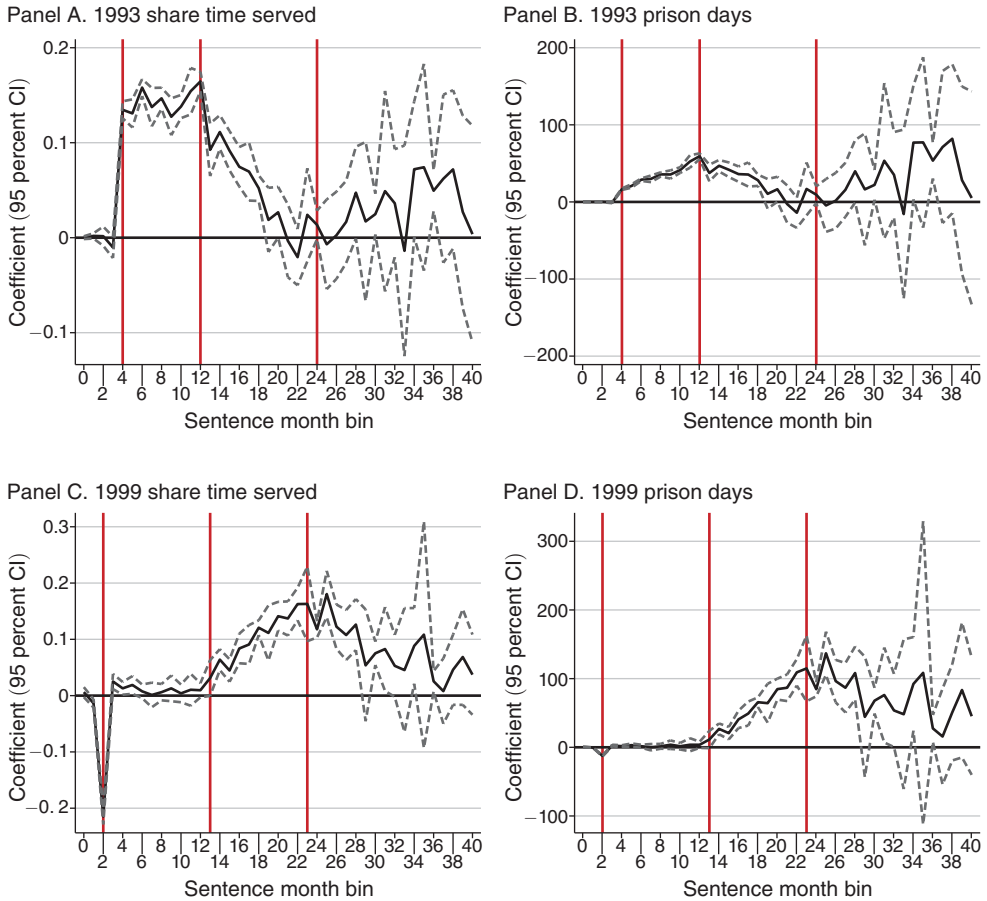 Panel A. 1993 share time served
Coefficient (95 percent CI)
0.2
0.1
0
−0.1
0 4 6 8 10 12 14 16 18 20 22 24 26 28 30 32 34 36 38 40
2
Sentence month bin
Panel B. 1993 prison days
Coefficient (95 percent CI)
200
100
0
−100
−200
0 4 8 12 16 20 24 28 32 36 40
2 6 10 14 18 22 26 30 34 38
Sentence month bin
Panel C. 1999 share time served
Coefficient (95 percent CI)
0.3
0.2
0.1
0
−0.1
−0.2
0 4 8 12 16 20 24 28 32 36 40
2 6 10 14 18 22 26 30 34 38
Sentence month bin
Panel D. 1999 prison days
Coefficient (95 percent CI)
300
200
100
0
−100
0 4 8 12 16 20 24 28 32 36 40
2 6 10 14 18 22 26 30 34 38
Sentence month bin